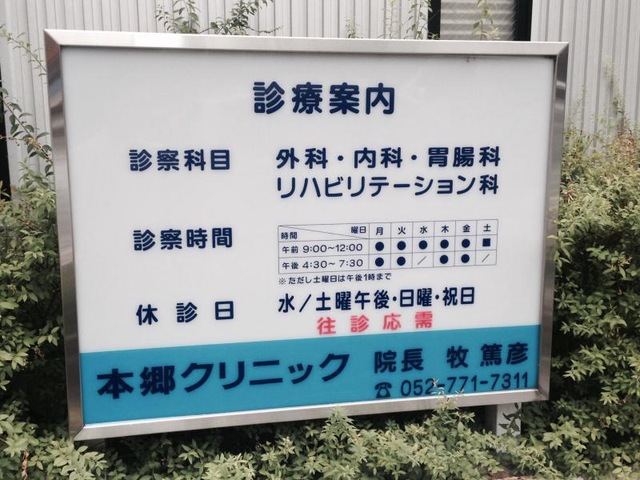 診療案内
診察科目 外科・内科・胃腸科
リハビリテーション科
診察時間
時間 曜日 月 火 水 木 金 土
午前 9:00〜12:00 ● ● ● ● ● ■
午後 4:30〜7:30 ● ● ／ ● ● ／
※ただし土曜日は午後1時まで
休診日 水／土曜午後・日曜・祝日
往診応需
本郷クリニック 院長 牧 篤彦
☎052-771-7311